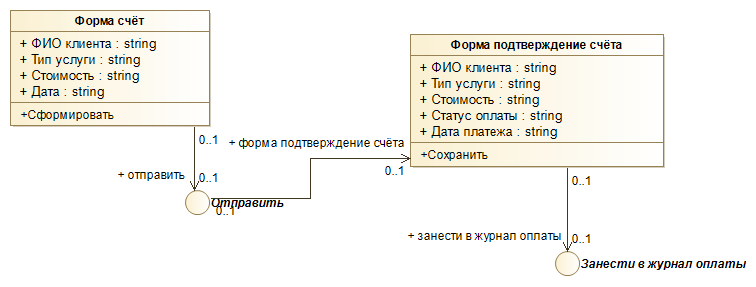 Форма счёт
+ ФИО клиента : string
+ Тип услуги : string
+ Стоимость : string
+ Дата : string
+Сформировать
0..1
+ отправить
0..1
Отправить
0..1
+ форма подтверждение счёта
0..1
Форма подтверждение счёта
+ ФИО клиента : string
+ Тип услуги : string
+ Стоимость : string
+ Статус оплаты : string
+ Дата платежа : string
+Сохранить
0..1
+ занести в журнал оплаты
0..1
Занести в журнал оплаты